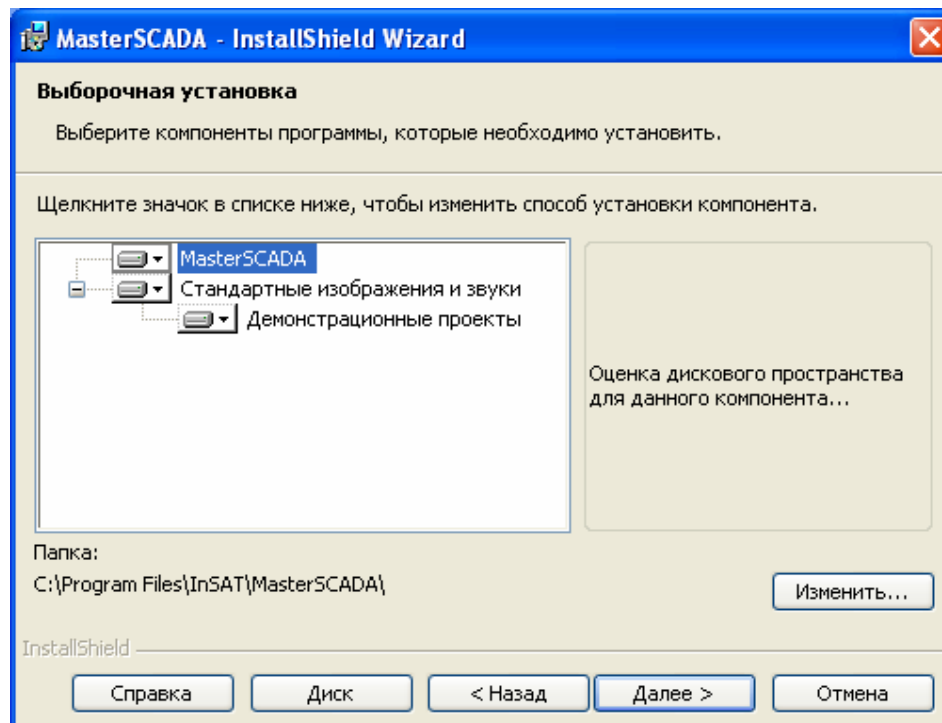 MasterSCADA - InstallShield Wizard
Выборочная установка
Выберите компоненты программы, которые необходимо установить.
Щелкните значок в списке ниже, чтобы изменить способ установки компонента.
MasterSCADA
Стандартные изображения и звуки
Демонстрационные проекты
Оценка дискового пространства
для данного компонента...
Папка:
C:\Program Files\InSAT\MasterSCADA\
Изменить...
InstallShield
Справка
Диск
< Назад
Далее >
Отмена